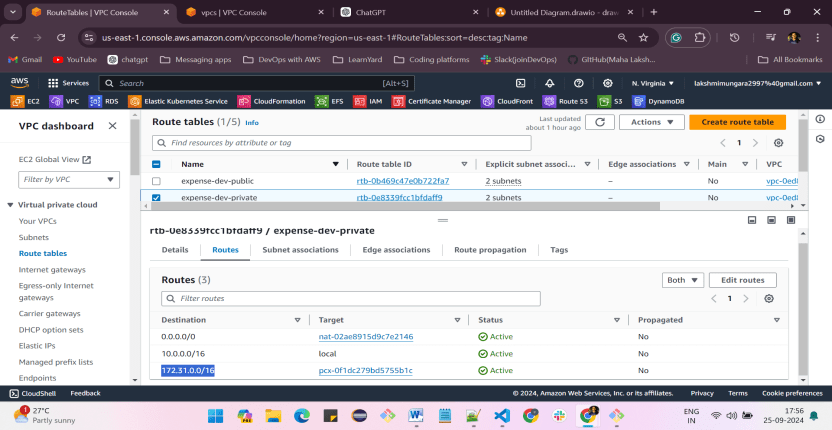 RouteTables | VPC Console
vpcs | VPC Console
ChatGPT
Untitled Diagram.drawio - draw
us-east-1.console.aws.amazon.com/vpcconsole/home?region=us-east-1#RouteTables:sort=desc:tag:Name
Gmail YouTube chatgpt Messaging apps DevOps with AWS LearnYard Coding platforms Slack(joinDevOps) GitHub(Maha Laksh... All Bookmarks
aws Services Search [Alt+S] N. Virginia lakshmimungara2997%40gmail.com
EC2 VPC RDS Elastic Kubernetes Service CloudFormation EFS IAM Certificate Manager CloudFront Route 53 S3 DynamoDB
VPC dashboard
EC2 Global View
Filter by VPC
Virtual private cloud
Your VPCs
Subnets
Route tables
Internet gateways
Egress-only Internet
gateways
Carrier gateways
DHCP option sets
Elastic IPs
Managed prefix lists
Endpoints
Route tables (1/5) Info
Last updated
about 1 hour ago
Actions
Create route table
Find resources by attribute or tag
1
Name Route table ID Explicit subnet associ... Edge associations Main VPC
expense-dev-public rtb-0b469c47e0b722fa7 2 subnets – No
expense-dev-private rtb-0e8339fcc1bfdaff9 2 subnets – No
rtb-0e8339fcc1bfdaff9 / expense-dev-private
Details Routes Subnet associations Edge associations Route propagation Tags
Routes (3)
Both
Edit routes
Filter routes
1
Destination Target Status Propagated
0.0.0.0/0 nat-02ae8915d9c7e2146 Active No
10.0.0.0/16 local Active No
172.31.0.0/16 pcx-0f1dc279bd5755b1c Active No
CloudShell Feedback © 2024, Amazon Web Services, Inc. or its affiliates. Privacy Terms Cookie preferences
27°C
Partly sunny
ENG
IN
17:56
25-09-2024